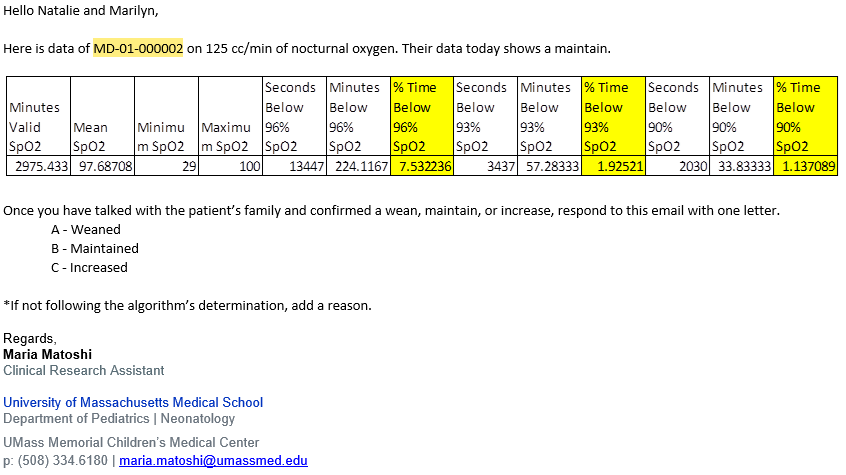 Hello Natalie and Marilyn,
Here is data of MD-01-000002 on 125 cc/min of nocturnal oxygen. Their data today shows a maintain.
Minutes Valid SpO2 | Mean SpO2 | Minimu m SpO2 | Maximu m SpO2 | Seconds Below 96% SpO2 | Minutes Below 96% SpO2 | % Time Below 96% SpO2 | Seconds Below 93% SpO2 | Minutes Below 93% SpO2 | % Time Below 93% SpO2 | Seconds Below 90% SpO2 | Minutes Below 90% SpO2 | % Time Below 90% SpO2
2975.433 | 97.68708 | 29 | 100 | 13447 | 224.1167 | 7.532236 | 3437 | 57.28333 | 1.92521 | 2030 | 33.83333 | 1.137089
Once you have talked with the patient's family and confirmed a wean, maintain, or increase, respond to this email with one letter.
A - Weaned
B - Maintained
C - Increased
*If not following the algorithm's determination, add a reason.
Regards,
Maria Matoshi
Clinical Research Assistant
University of Massachusetts Medical School
Department of Pediatrics | Neonatology
UMass Memorial Children's Medical Center
p: (508) 334.6180 | maria.matoshi@umassmed.edu